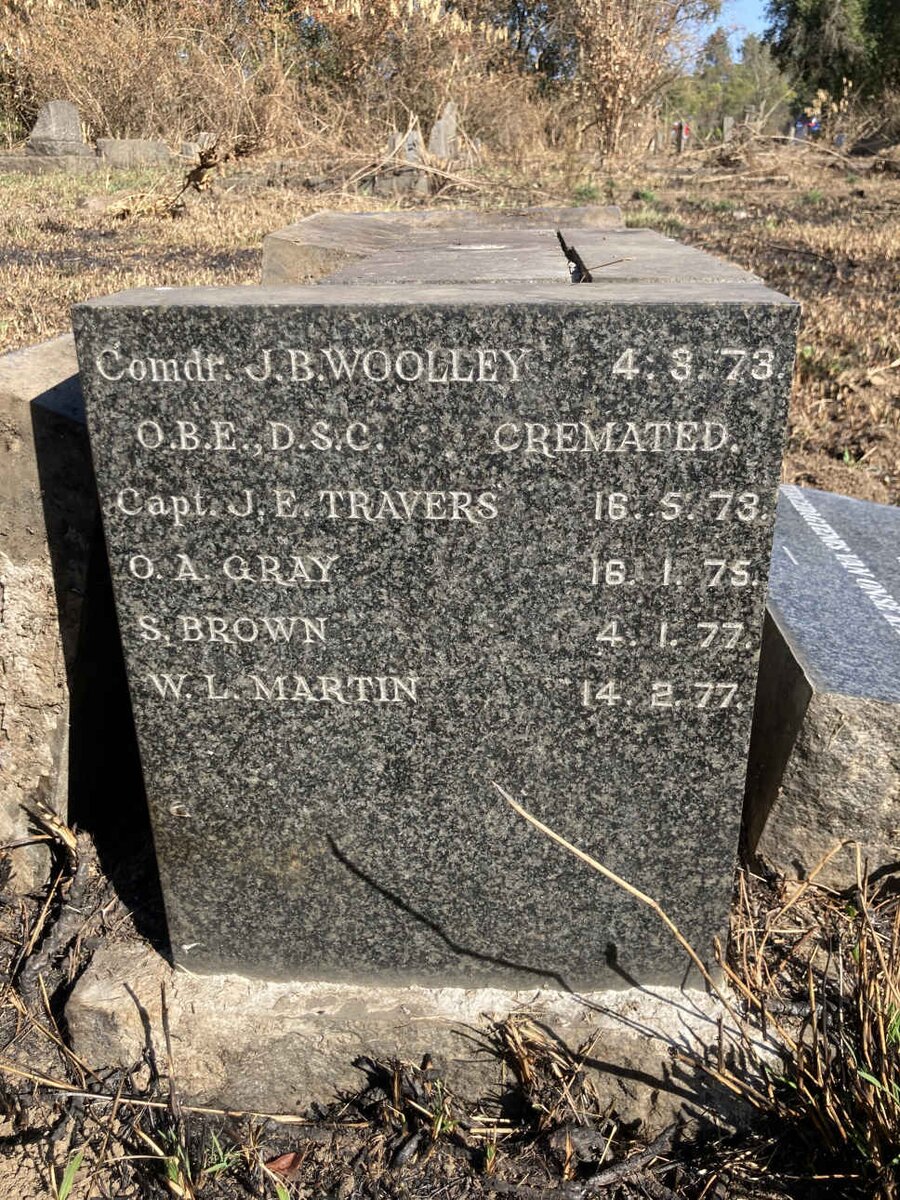 Comdr. J.B.WOOLLEY 4.3.73.
O.B.E., D.S.C. CREMATED.
Capt. J.E. TRAVERS 16.5.73.
O.A. GRAY 16.1.75.
S. BROWN 4.1.77.
W.L. MARTIN 14.2.77.